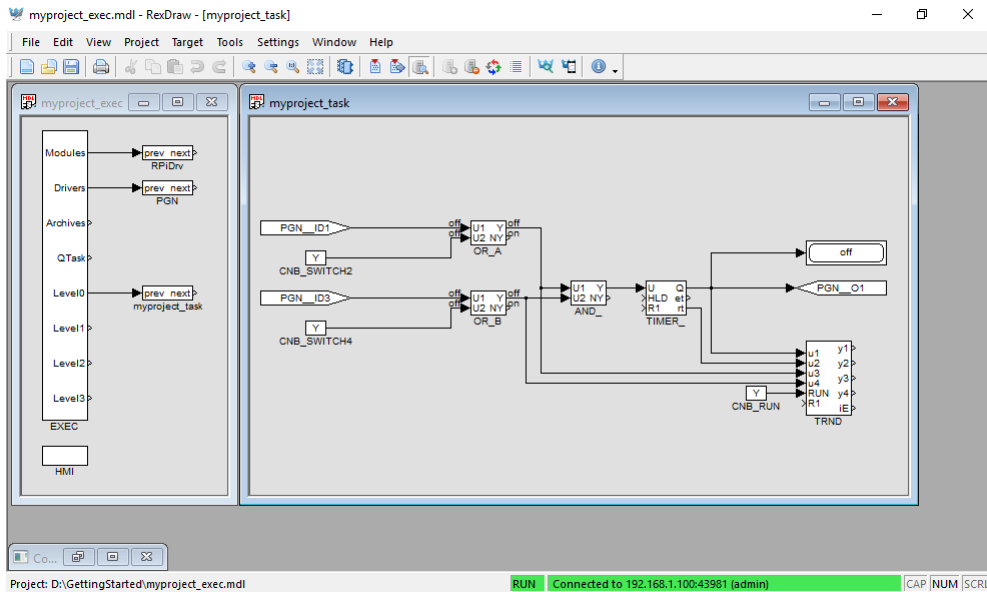 myproject_exec.mdl - RexDraw - [myproject_task]
File Edit View Project Target Tools Settings Window Help
myproject_exec
Modules
prev next
RPiDrv
Drivers
prev next
PGN
Archives
QTask
Level0
prev next
myproject_task
Level1
Level2
Level3
EXEC
HMI
myproject_task
PGN__ID1
off
off
U1 Y
U2 NY
off
on
OR_A
Y
CNB_SWITCH2
PGN__ID3
off
off
U1 Y
U2 NY
off
on
OR_B
Y
CNB_SWITCH4
U1 Y
U2 NY
AND_
U Q
HLD et
R1 rt
TIMER_
off
PGN__O1
Y
CNB_RUN
u1 y1
u2 y2
u3 y3
u4 y4
RUN
R1 iE
TRND
Co...
Project: D:\GettingStarted\myproject_exec.mdl
RUN
Connected to 192.168.1.100:43981 (admin)
CAP NUM SCRL